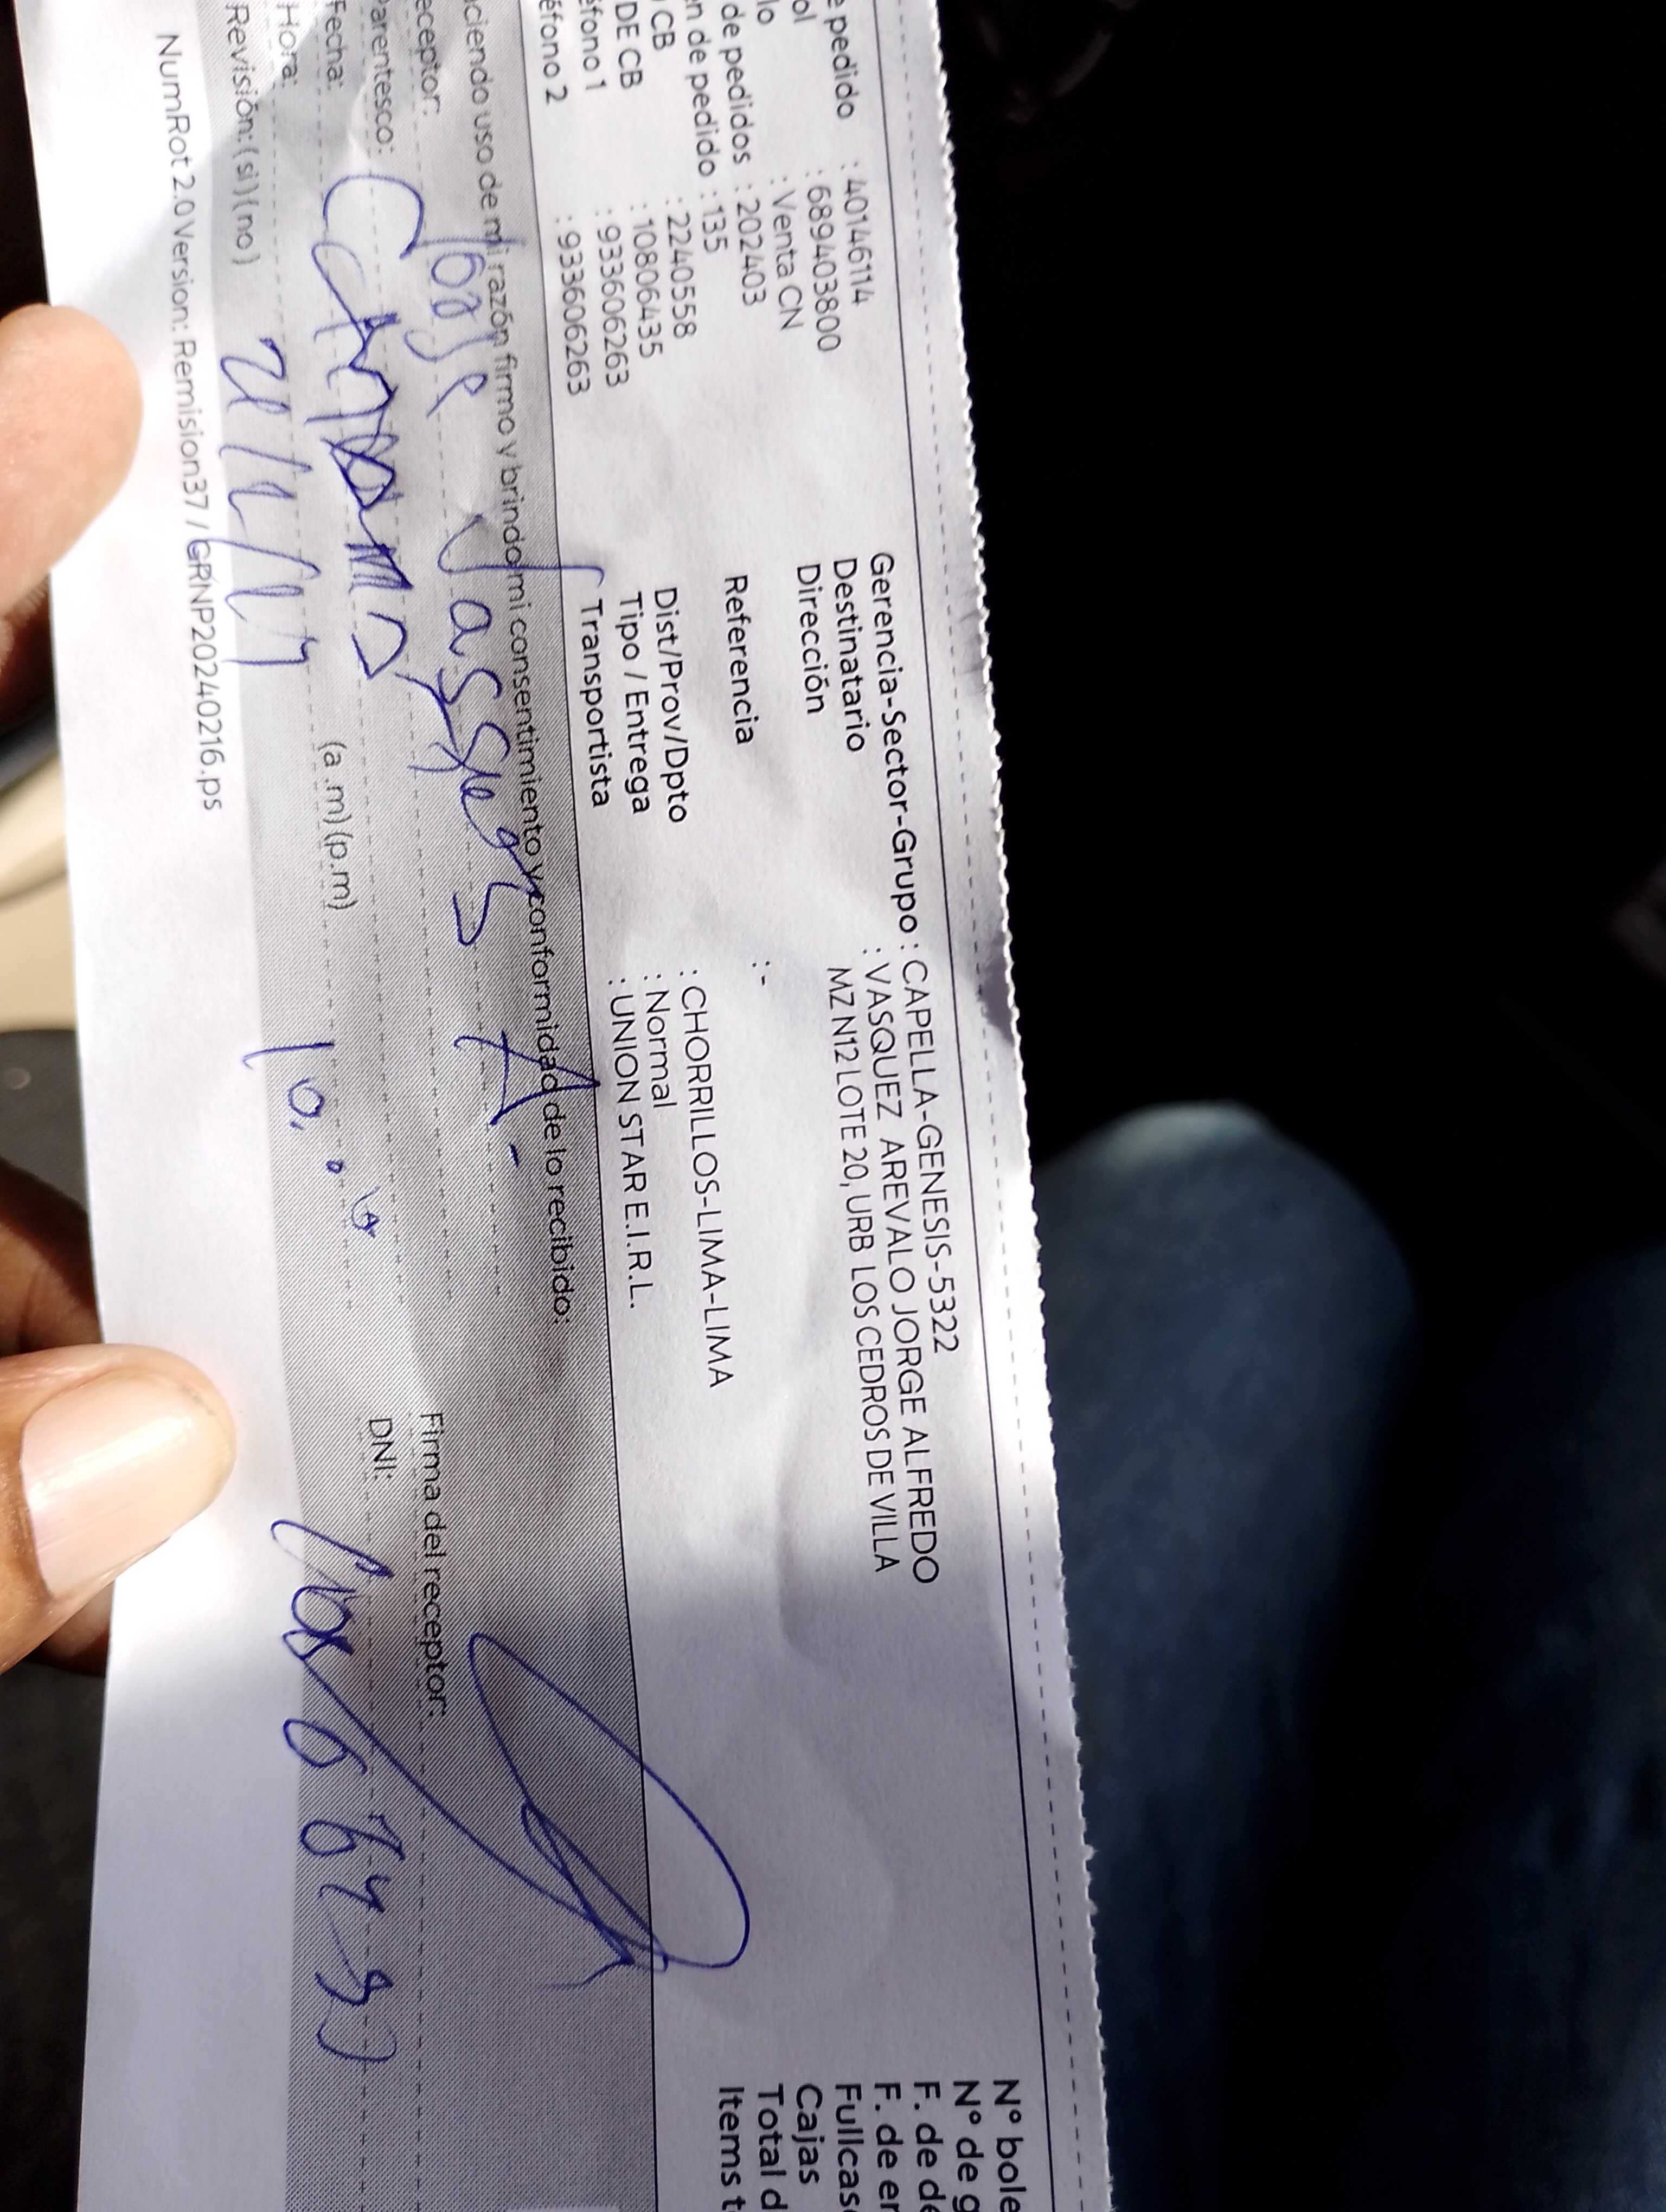 e pedido : 40146114
ol : 689403800
lo : Venta CN
de pedidos : 202403
n de pedido : 135
CB : 22405558
DE CB : 10806435
éfono 1 : 933606263
éfono 2 : 933606263
Gerencia-Sector-Grupo : CAPELLA-GENESIS-5322
Destinatario : VASQUEZ AREVALO JORGE ALFREDO
Dirección MZ N12 LOTE 20, URB LOS CEDROS DE VILLA
Referencia : -
Dist/Prov/Dpto : CHORRILLOS-LIMA-LIMA
Tipo / Entrega : Normal
Transportista : UNION STAR E.I.R.L.
N° bole
N° de g
F. de de
F. de en
Fullcas
Cajas
Total d
Items t
aciendo uso de mi razón firmo y brindo mi consentimiento y conformidad de lo recibido:
eceptor:
Parentesco:
Fecha:
Hora: (a.m) (p.m)
Revisión: (si) (no)
Firma del receptor:
DNI:
NumRot 2.0 Version: Remision37 / GRNP20240216.ps